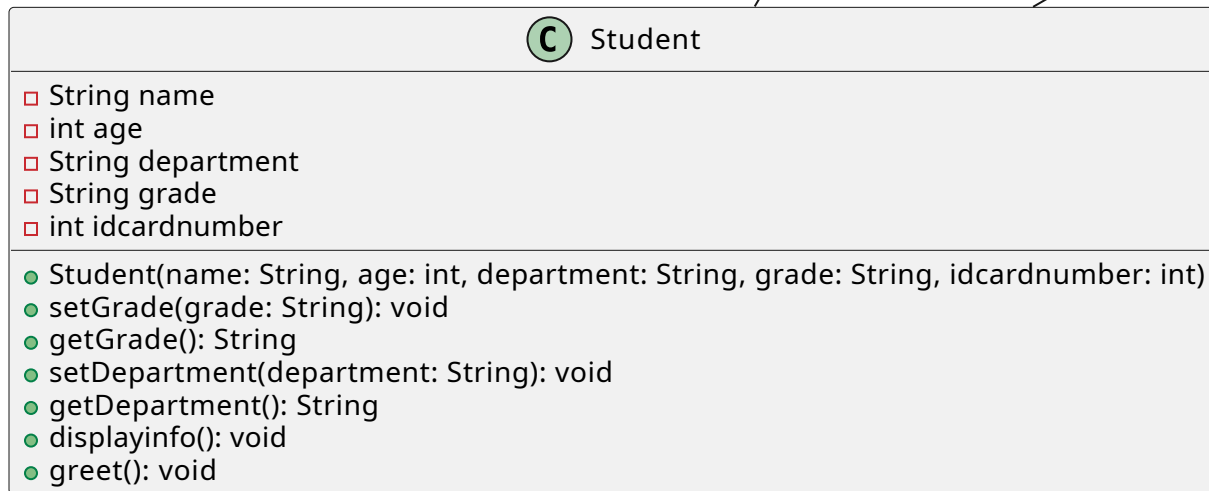 C Student
String name
int age
String department
String grade
int idcardnumber
Student(name: String, age: int, department: String, grade: String, idcardnumber: int)
setGrade(grade: String): void
getGrade(): String
setDepartment(department: String): void
getDepartment(): String
displayinfo(): void
greet(): void